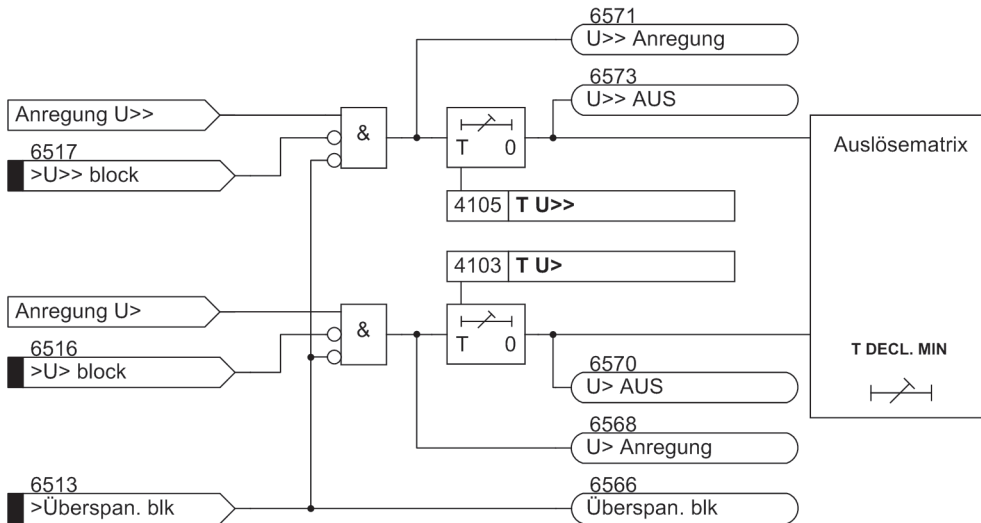 6571
U>> Anregung
6573
U>> AUS
Anregung U>>
6517
>U>> block
&
T 0
Auslösematrix
4105 T U>>
4103 T U>
Anregung U>
6516
>U> block
&
T 0
T DECL. MIN
6570
U> AUS
6568
U> Anregung
6513
>Überspan. blk
6566
Überspan. blk